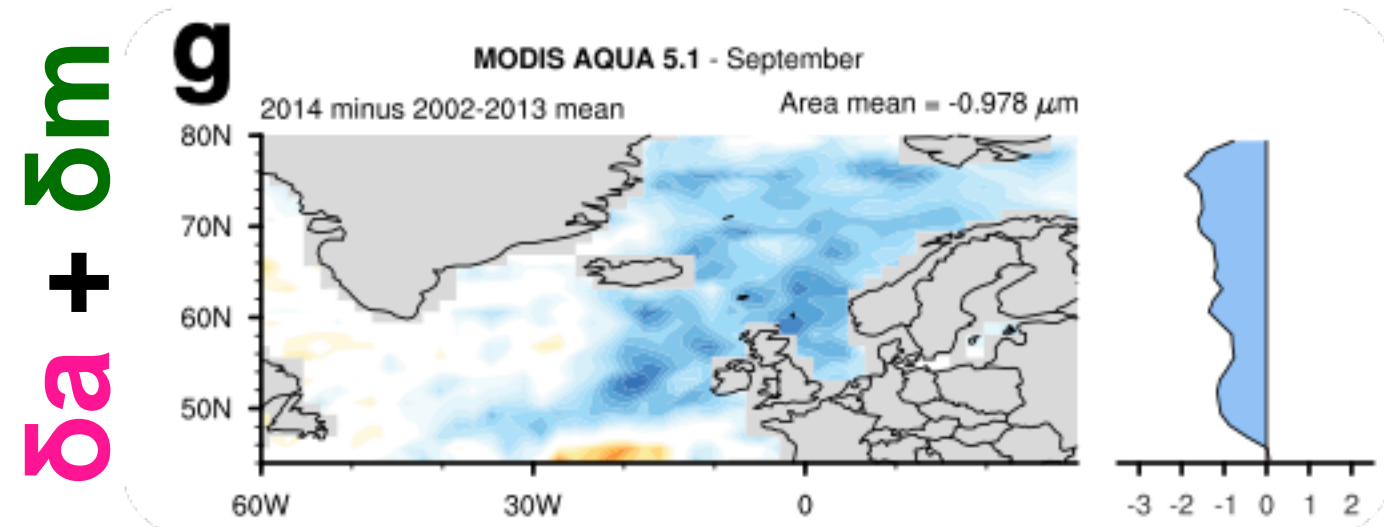 δa + δm
g
MODIS AQUA 5.1 - September
2014 minus 2002-2013 mean
Area mean = -0.978 μm
80N
70N
60N
50N
60W 30W 0
-3 -2 -1 0 1 2